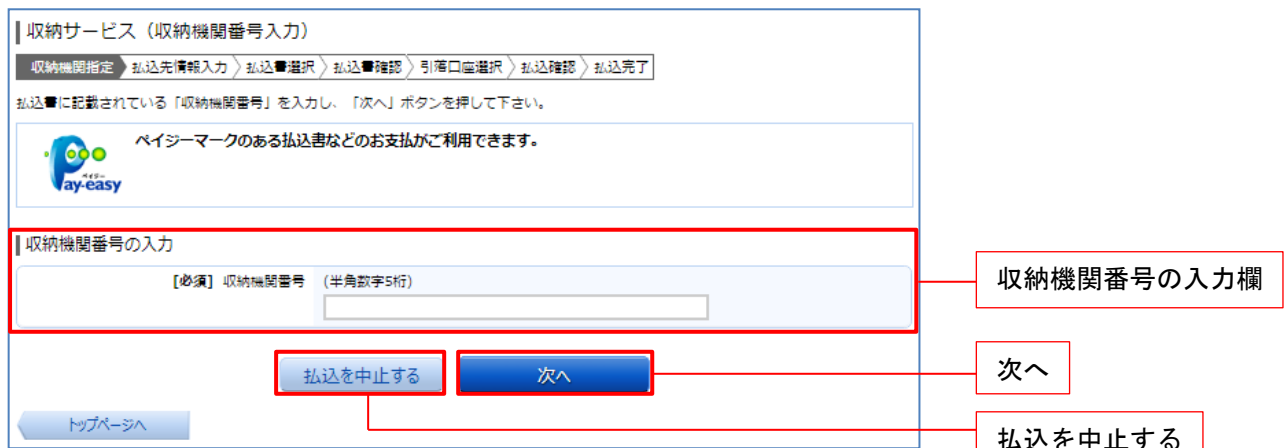 収納サービス（収納機関番号入力）
収納機関指定 払込先情報入力 払込書選択 払込書確認 引落口座選択 払込確認 払込完了
払込書に記載されている「収納機関番号」を入力し、「次へ」ボタンを押して下さい。
ペイジーマークのある払込書などのお支払がご利用できます。
ペイジー
Pay-easy
収納機関番号の入力
[必須] 収納機関番号 (半角数字5桁)
収納機関番号の入力欄
払込を中止する 次へ
次へ
トップページへ
払込を中止する